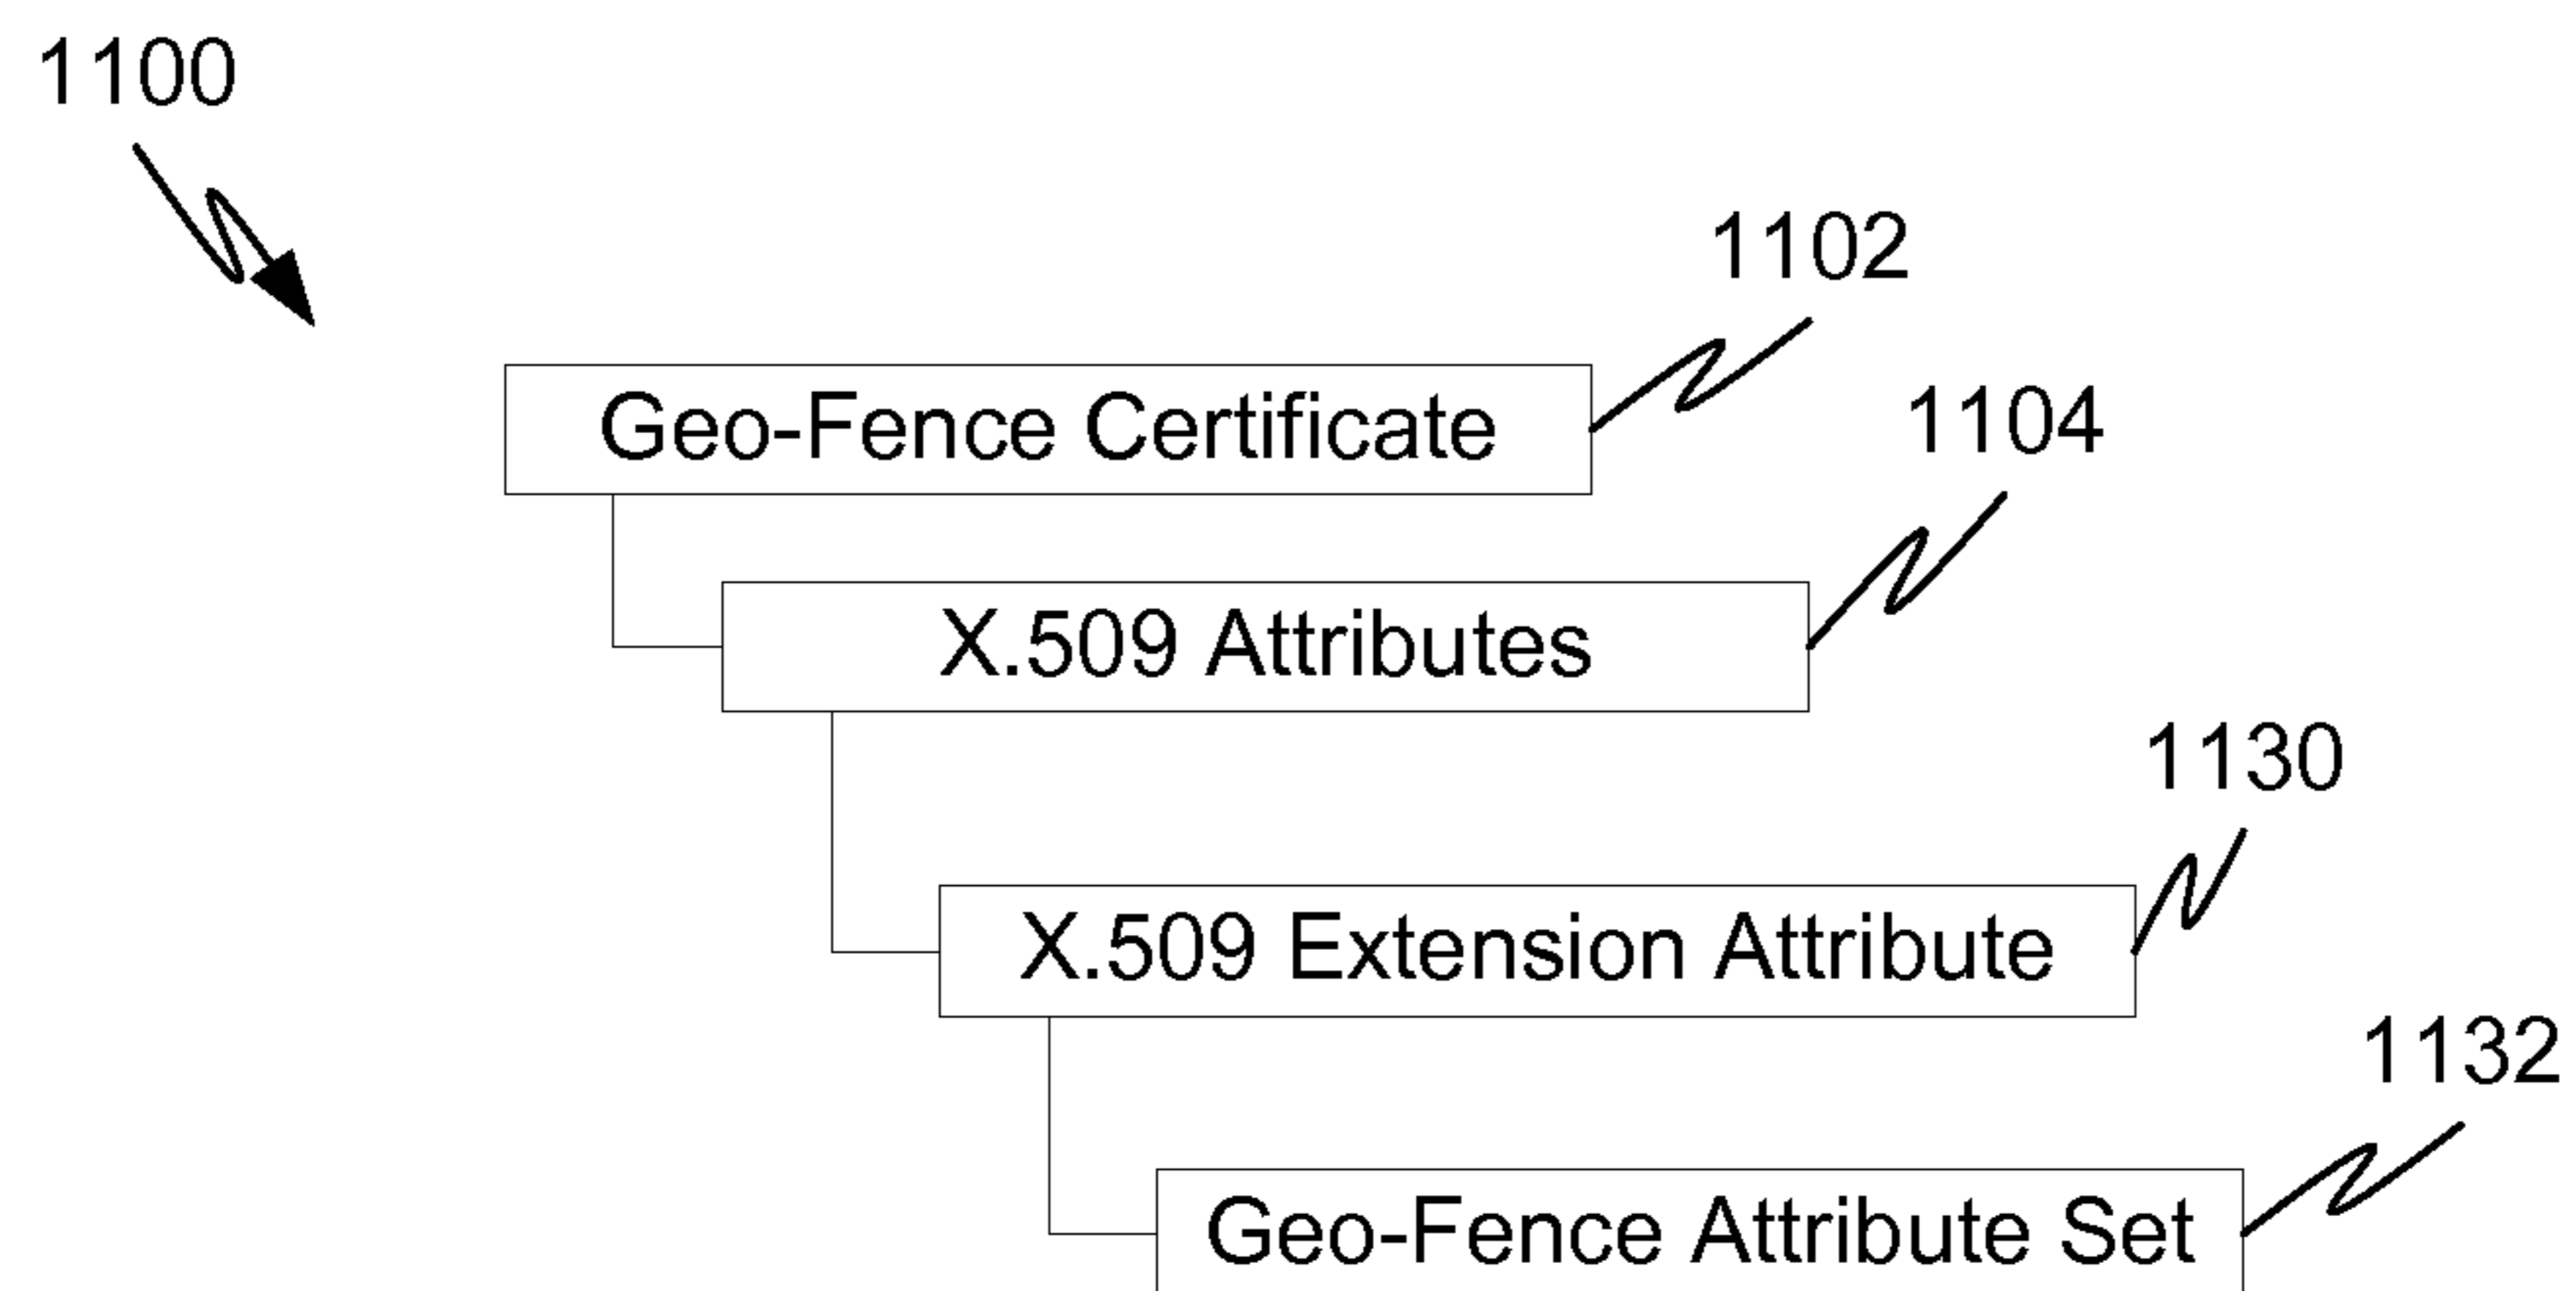 1100
1102
Geo-Fence Certificate
1104
X.509 Attributes
1130
X.509 Extension Attribute
1132
Geo-Fence Attribute Set